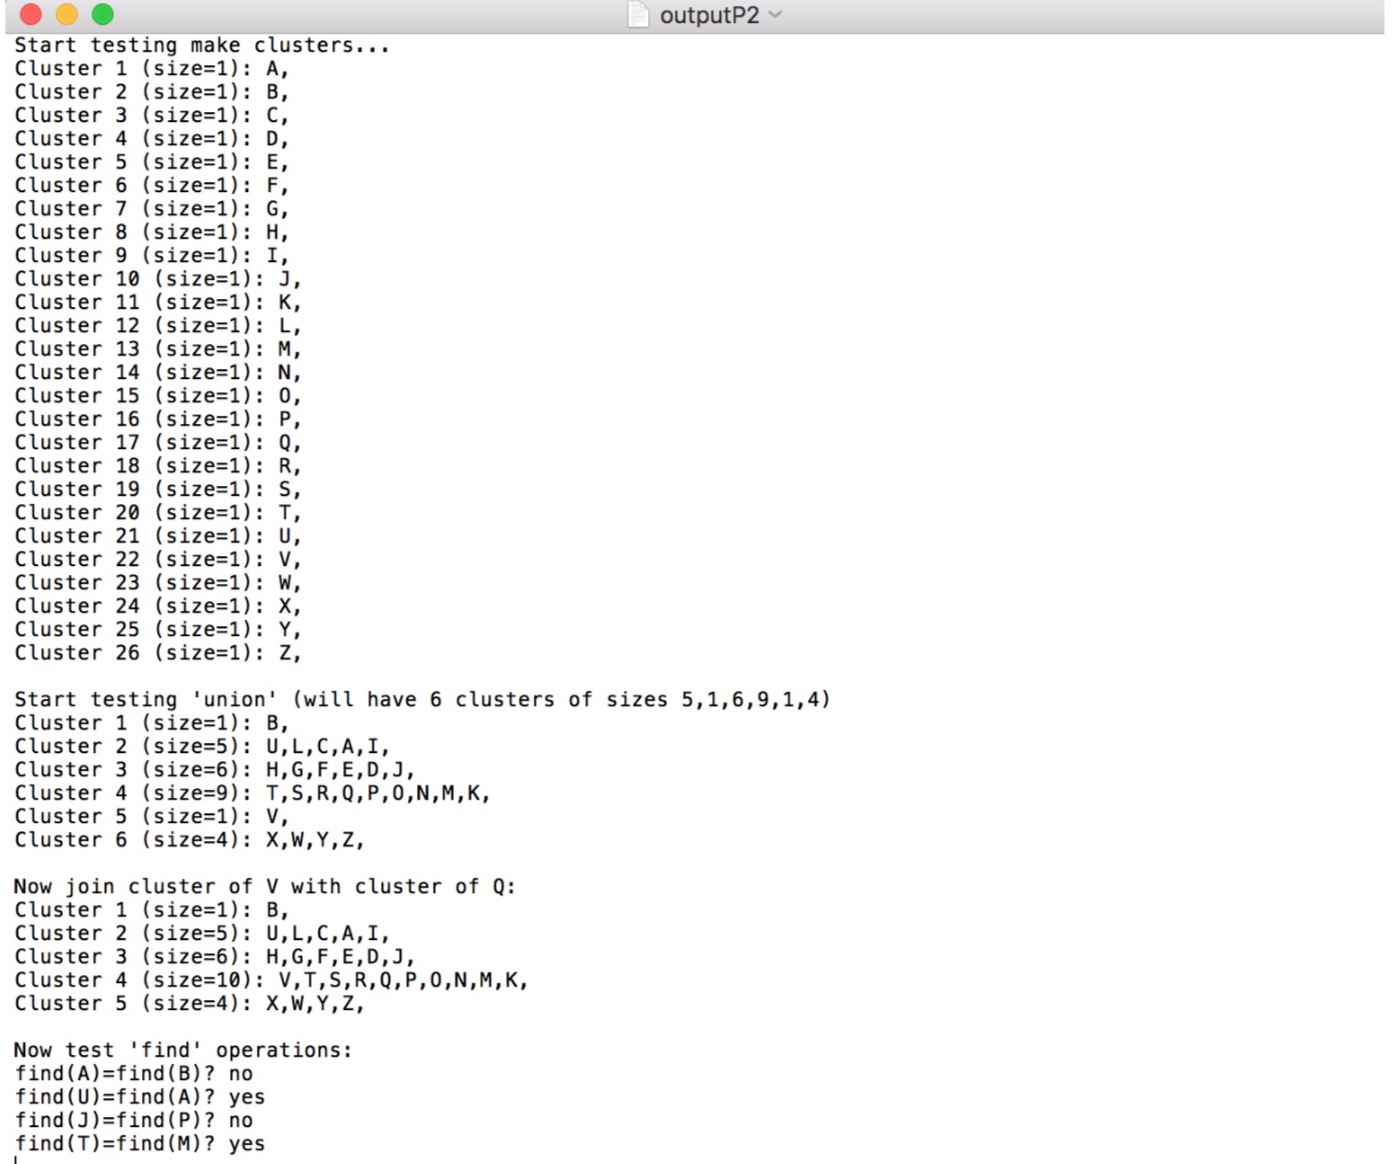 outputP2
Start testing make clusters...
Cluster 1 (size=1): A,
Cluster 2 (size=1): B,
Cluster 3 (size=1): C,
Cluster 4 (size=1): D,
Cluster 5 (size=1): E,
Cluster 6 (size=1): F,
Cluster 7 (size=1): G,
Cluster 8 (size=1): H,
Cluster 9 (size=1): I,
Cluster 10 (size=1): J,
Cluster 11 (size=1): K,
Cluster 12 (size=1): L,
Cluster 13 (size=1): M,
Cluster 14 (size=1): N,
Cluster 15 (size=1): O,
Cluster 16 (size=1): P,
Cluster 17 (size=1): Q,
Cluster 18 (size=1): R,
Cluster 19 (size=1): S,
Cluster 20 (size=1): T,
Cluster 21 (size=1): U,
Cluster 22 (size=1): V,
Cluster 23 (size=1): W,
Cluster 24 (size=1): X,
Cluster 25 (size=1): Y,
Cluster 26 (size=1): Z,
Start testing 'union' (will have 6 clusters of sizes 5,1,6,9,1,4)
Cluster 1 (size=1): B,
Cluster 2 (size=5): U,L,C,A,I,
Cluster 3 (size=6): H,G,F,E,D,J,
Cluster 4 (size=9): T,S,R,Q,P,O,N,M,K,
Cluster 5 (size=1): V,
Cluster 6 (size=4): X,W,Y,Z,
Now join cluster of V with cluster of Q:
Cluster 1 (size=1): B,
Cluster 2 (size=5): U,L,C,A,I,
Cluster 3 (size=6): H,G,F,E,D,J,
Cluster 4 (size=10): V,T,S,R,Q,P,O,N,M,K,
Cluster 5 (size=4): X,W,Y,Z,
Now test 'find' operations:
find(A)=find(B)? no
find(U)=find(A)? yes
find(J)=find(P)? no
find(T)=find(M)? yes